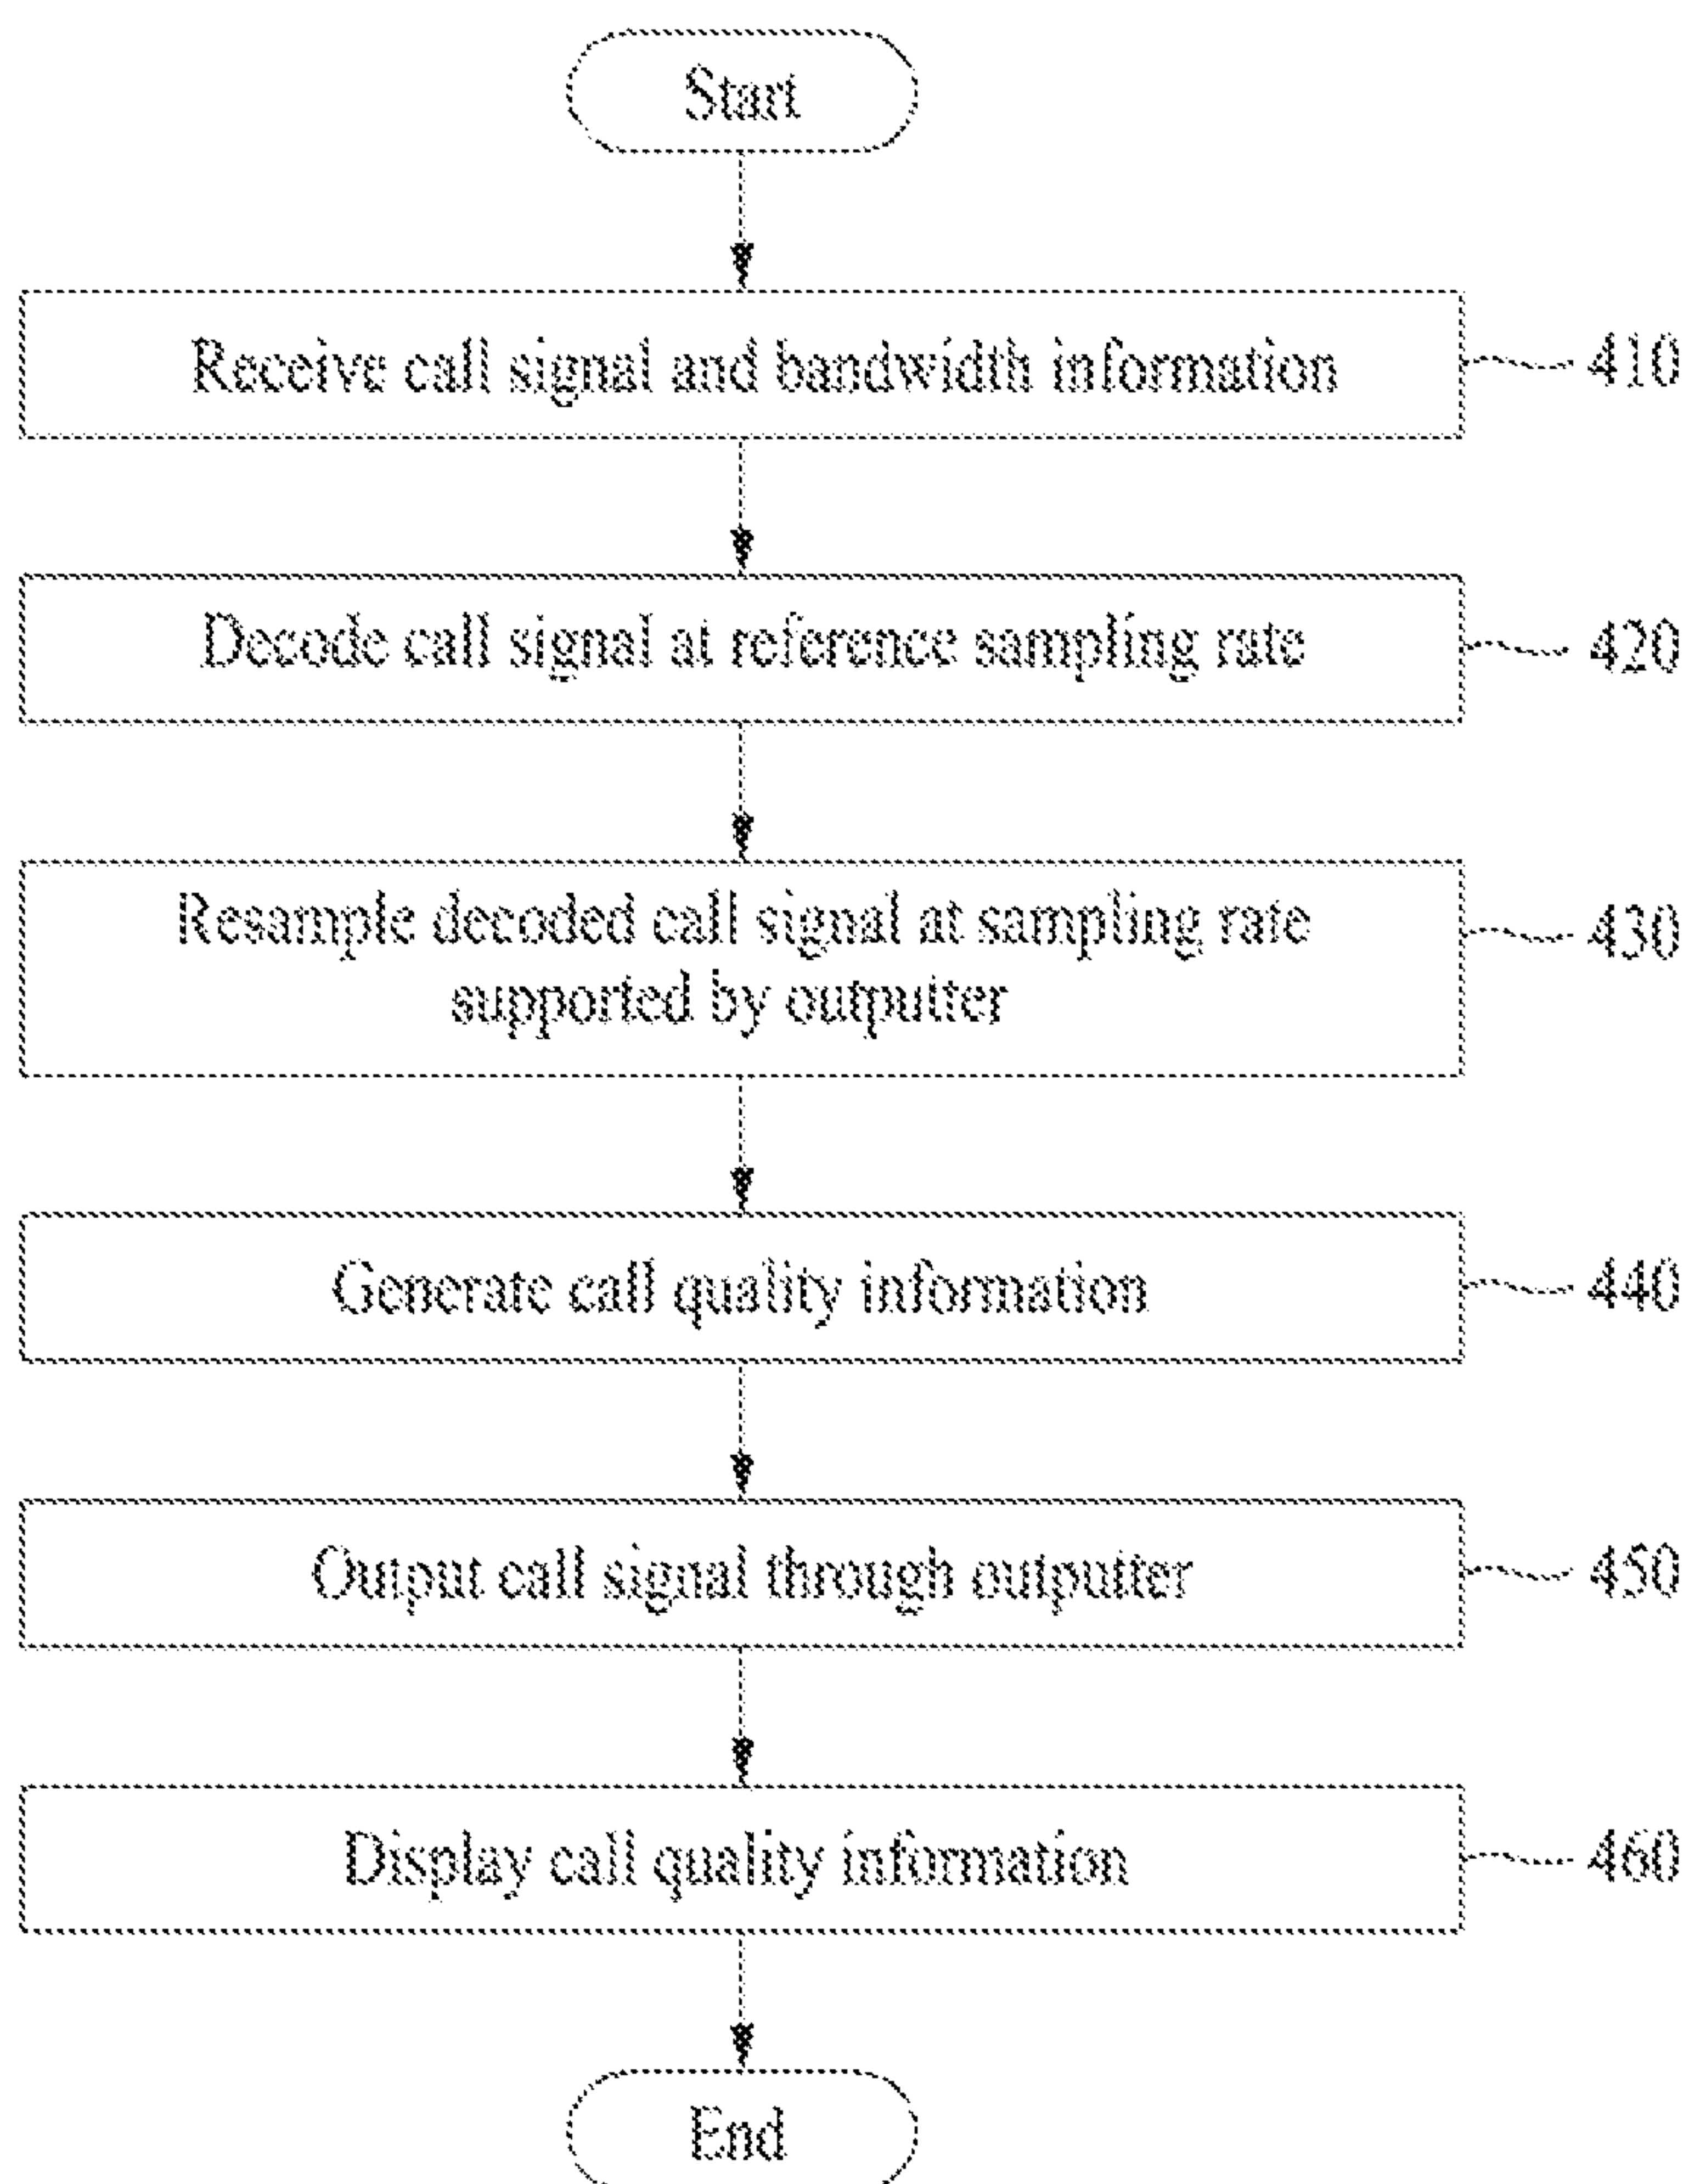 Start
Receive call signal and bandwidth information
410
Decode call signal at reference sampling rate
420
Resample decoded call signal at sampling rate
supported by outputter
430
Generate call quality information
440
Output call signal through outputter
450
Display call quality information
460
End